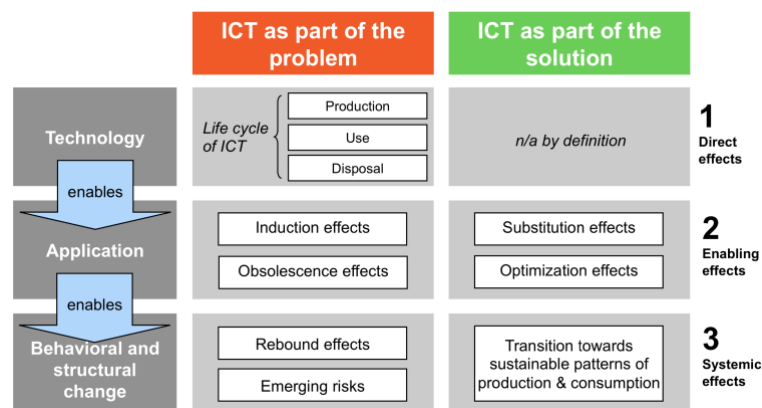 ICT as part of the
problem
ICT as part of the
solution
Technology
Life cycle
of ICT
Production
Use
Disposal
n/a by definition
1
Direct
effects
enables
Application
Induction effects
Obsolescence effects
Substitution effects
Optimization effects
2
Enabling
effects
enables
Behavioral and
structural
change
Rebound effects
Emerging risks
Transition towards
sustainable patterns of
production & consumption
3
Systemic
effects